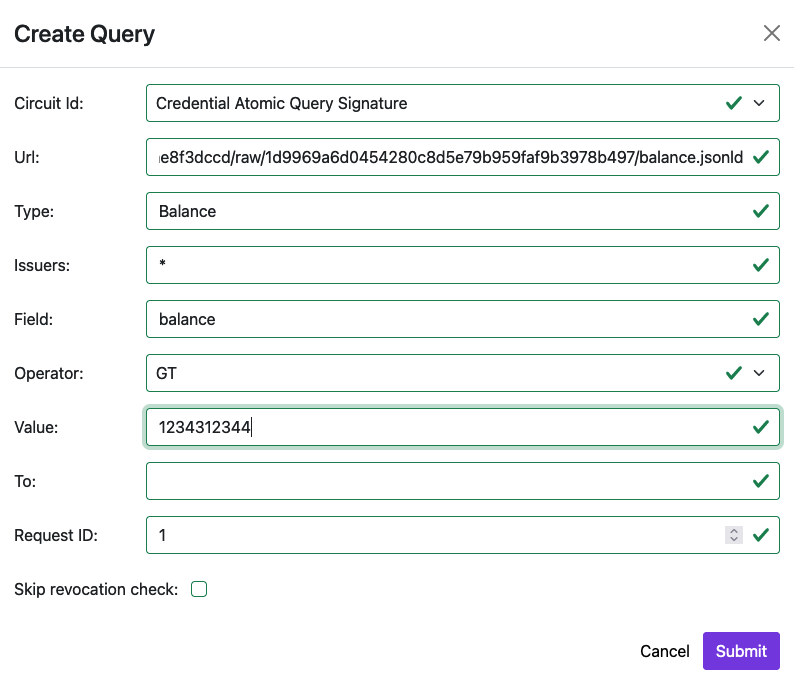 Create Query
Circuit Id: Credential Atomic Query Signature
Url: e8f3dccd/raw/1d9969a6d0454280c8d5e79b959faf9b3978b497/balance.jsonld
Type: Balance
Issuers: *
Field: balance
Operator: GT
Value: 1234312344
To:
Request ID: 1
Skip revocation check:
Cancel Submit